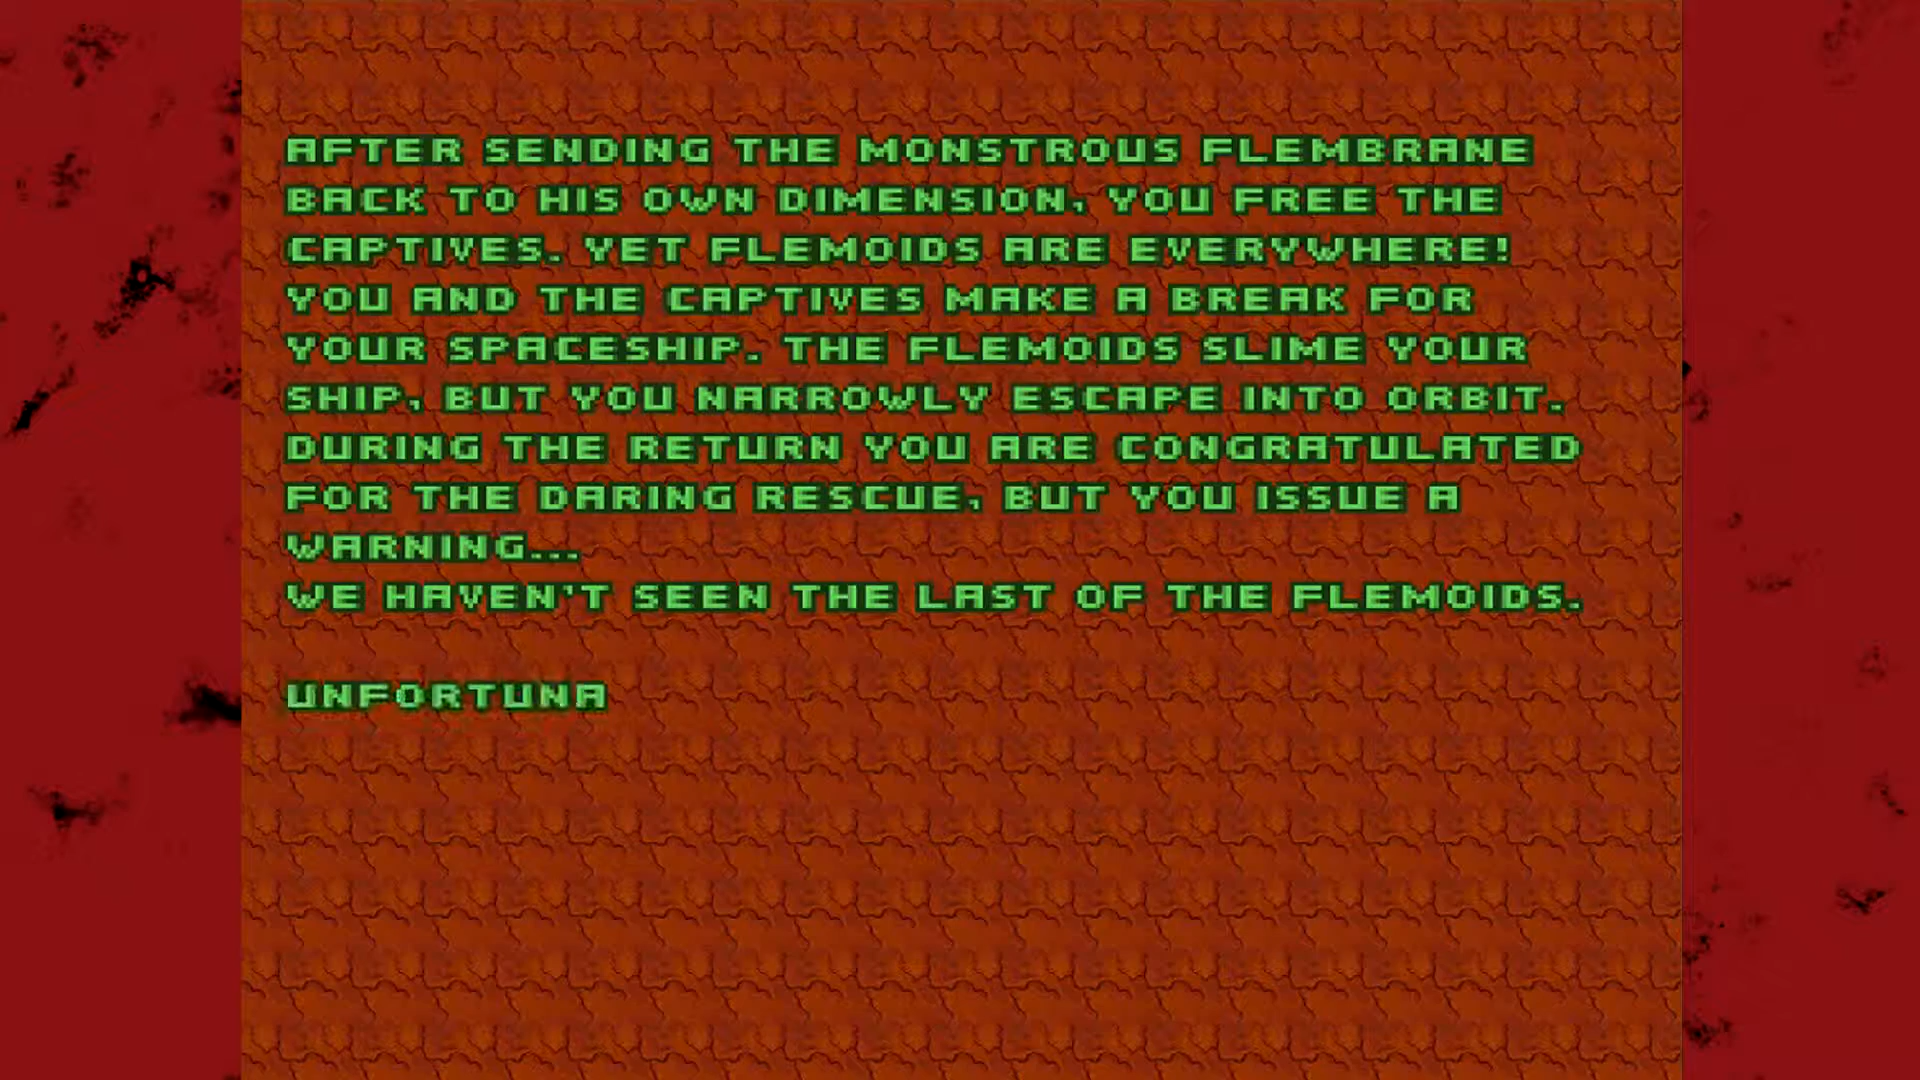 AFTER SENDING THE MONSTROUS FLEMBRANE
BACK TO HIS OWN DIMENSION, YOU FREE THE
CAPTIVES. YET FLEMOIDS ARE EVERYWHERE!
YOU AND THE CAPTIVES MAKE A BREAK FOR
YOUR SPACESHIP. THE FLEMOIDS SLIME YOUR
SHIP, BUT YOU NARROWLY ESCAPE INTO ORBIT.
DURING THE RETURN YOU ARE CONGRATULATED
FOR THE DARING RESCUE, BUT YOU ISSUE A
WARNING...
WE HAVEN'T SEEN THE LAST OF THE FLEMOIDS.
UNFORTUNA